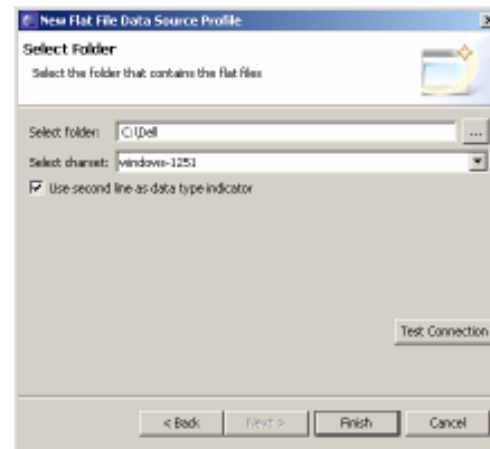 New Flat File Data Source Profile
Select Folder
Select the folder that contains the flat files
Select folder: C:\Dell ...
Select charset: windows-1251
Use second line as data type indicator
Test Connection
< Back Next > Finish Cancel